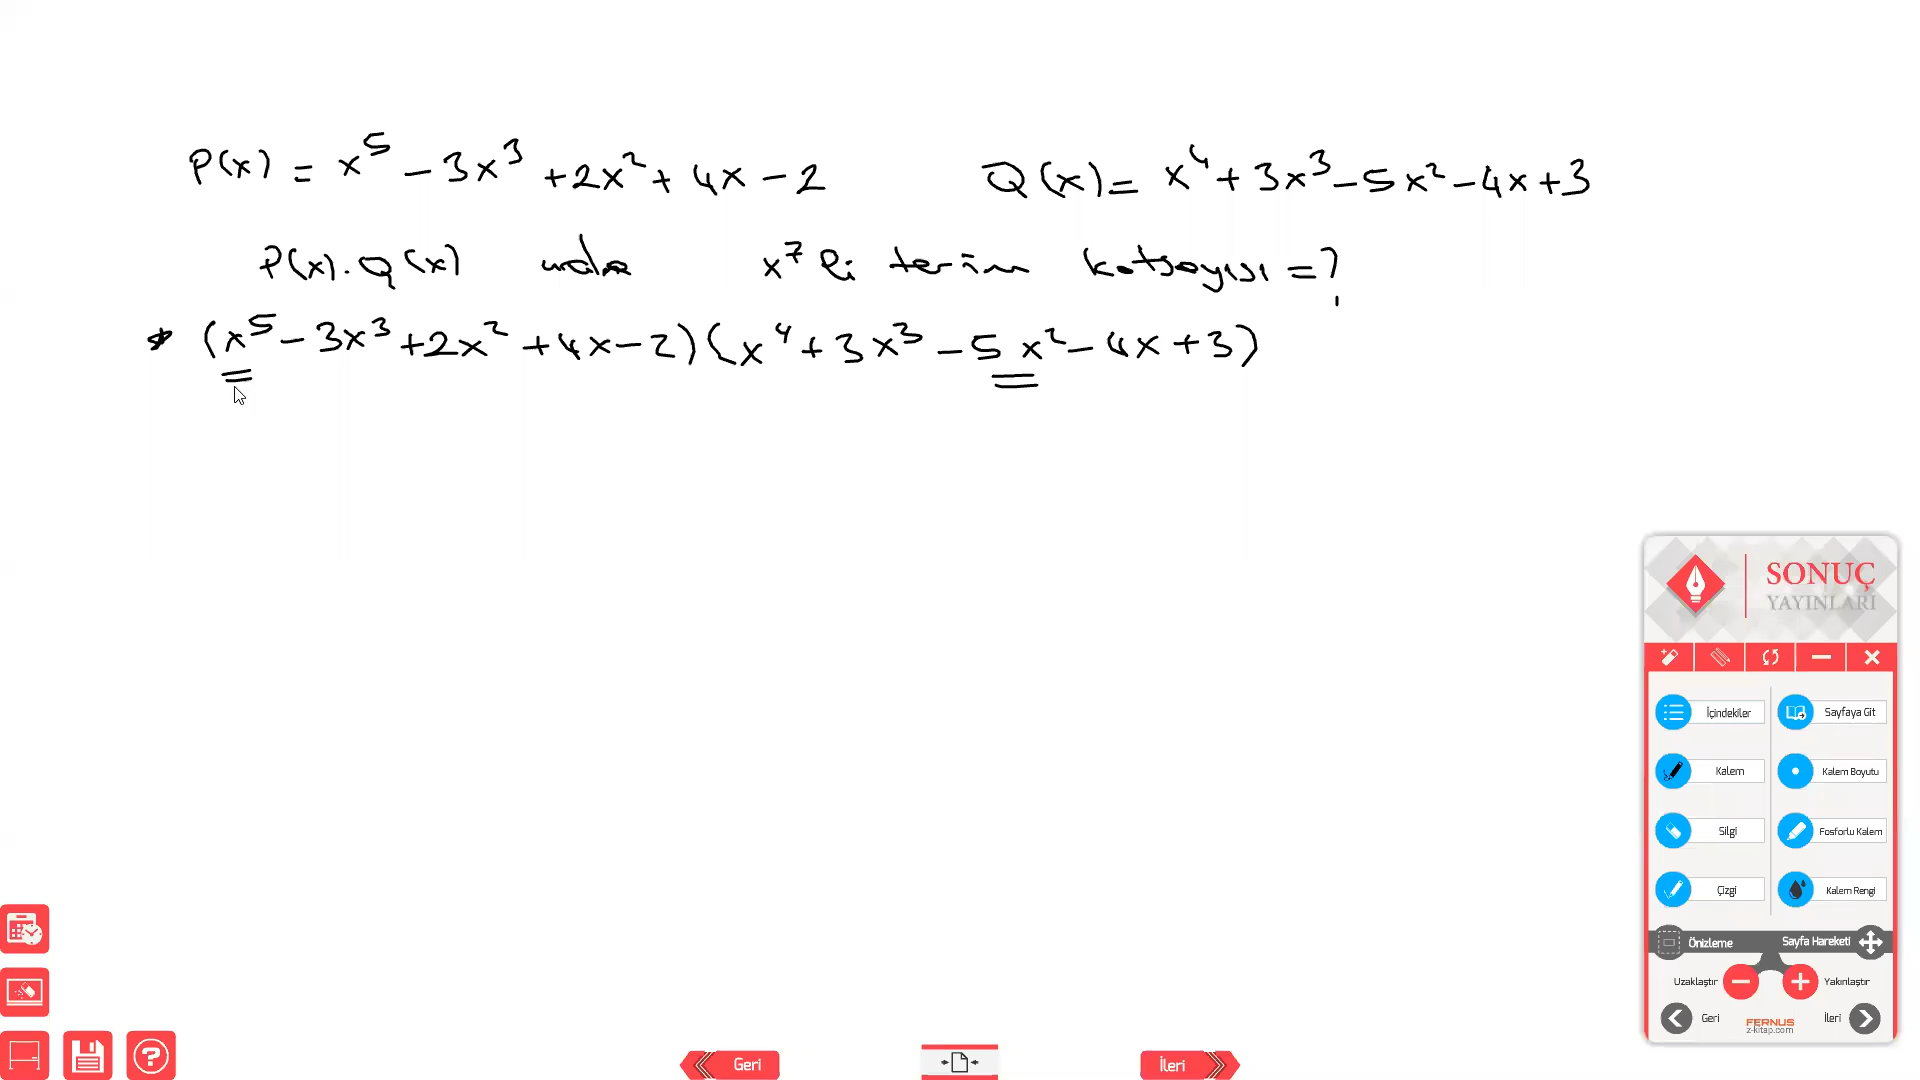 P(x) = x⁵ - 3x³ + 2x² + 4x - 2    Q(x) = x⁴ + 3x³ - 5x² - 4x + 3
P(x).Q(x) x⁷ li terim katsayısı = ?
* (x⁵ - 3x³ + 2x² + 4x - 2)(x⁴ + 3x³ - 5x² - 4x + 3)
SONUÇ
YAYINLARI
İçindekiler Sayfaya Git
Kalem Kalem Boyutu
Silgi Fosforlu Kalem
Çizgi Kalem Rengi
Önizleme Sayfa Hareketi
Uzaklaştır Yakınlaştır
Geri FERNUS İleri
z-kitap.com
Geri İleri